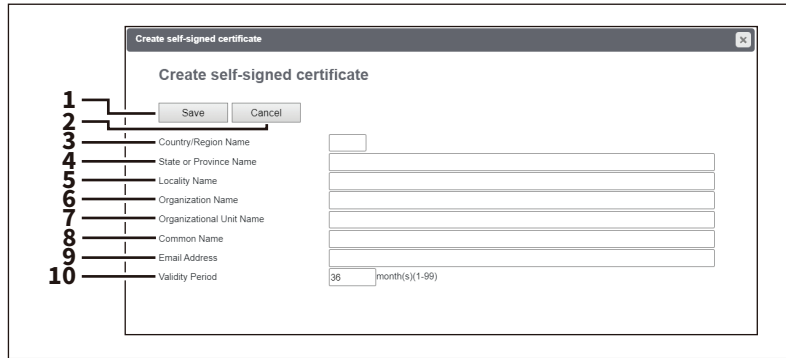 Create self-signed certificate
×
Create self-signed certificate
1
Save Cancel
2
3 Country/Region Name
4 State or Province Name
5 Locality Name
6 Organization Name
7 Organizational Unit Name
8 Common Name
9 Email Address
10 Validity Period 36 month(s)(1-99)